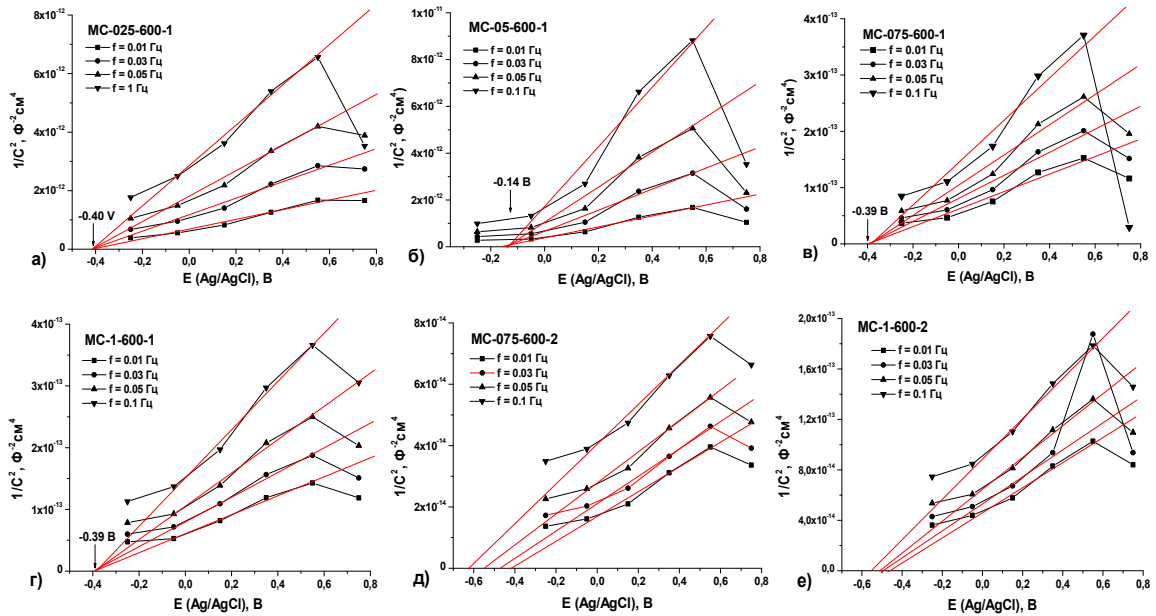 MC-025-600-1
f = 0.01 Гц
f = 0.03 Гц
f = 0.05 Гц
f = 1 Гц
1/C², Ф⁻²см⁴
8x10⁻¹²
6x10⁻¹²
4x10⁻¹²
2x10⁻¹²
0
-0.40 V
-0,4 -0,2 0,0 0,2 0,4 0,6 0,8
E (Ag/AgCl), В
а)
MC-05-600-1
f = 0.01 Гц
f = 0.03 Гц
f = 0.05 Гц
f = 0.1 Гц
1/C², Ф⁻²см⁴)
1x10⁻¹¹
8x10⁻¹²
6x10⁻¹²
4x10⁻¹²
2x10⁻¹²
0
-0.14 В
-0,4 -0,2 0,0 0,2 0,4 0,6 0,8
E (Ag/AgCl), В
б)
MC-075-600-1
f = 0.01 Гц
f = 0.03 Гц
f = 0.05 Гц
f = 0.1 Гц
1/C², Ф⁻²см⁴
4x10⁻¹³
3x10⁻¹³
2x10⁻¹³
1x10⁻¹³
0
-0.39 В
-0,4 -0,2 0,0 0,2 0,4 0,6 0,8
E (Ag/AgCl), В
в)
MC-1-600-1
f = 0.01 Гц
f = 0.03 Гц
f = 0.05 Гц
f = 0.1 Гц
1/C², Ф⁻²см⁴
4x10⁻¹³
3x10⁻¹³
2x10⁻¹³
1x10⁻¹³
0
-0.39 В
-0,4 -0,2 0,0 0,2 0,4 0,6 0,8
E (Ag/AgCl), В
г)
MC-075-600-2
f = 0.01 Гц
f = 0.03 Гц
f = 0.05 Гц
f = 0.1 Гц
1/C², Ф⁻²см⁴
8x10⁻¹⁴
6x10⁻¹⁴
4x10⁻¹⁴
2x10⁻¹⁴
0
-0,6 -0,4 -0,2 0,0 0,2 0,4 0,6 0,8
E (Ag/AgCl), В
д)
MC-1-600-2
f = 0.01 Гц
f = 0.03 Гц
f = 0.05 Гц
f = 0.1 Гц
1/C², Ф⁻²см⁴
2,0x10⁻¹³
1,6x10⁻¹³
1,2x10⁻¹³
8,0x10⁻¹⁴
4,0x10⁻¹⁴
0,0
-0,6 -0,4 -0,2 0,0 0,2 0,4 0,6 0,8
E (Ag/AgCl), В
е)